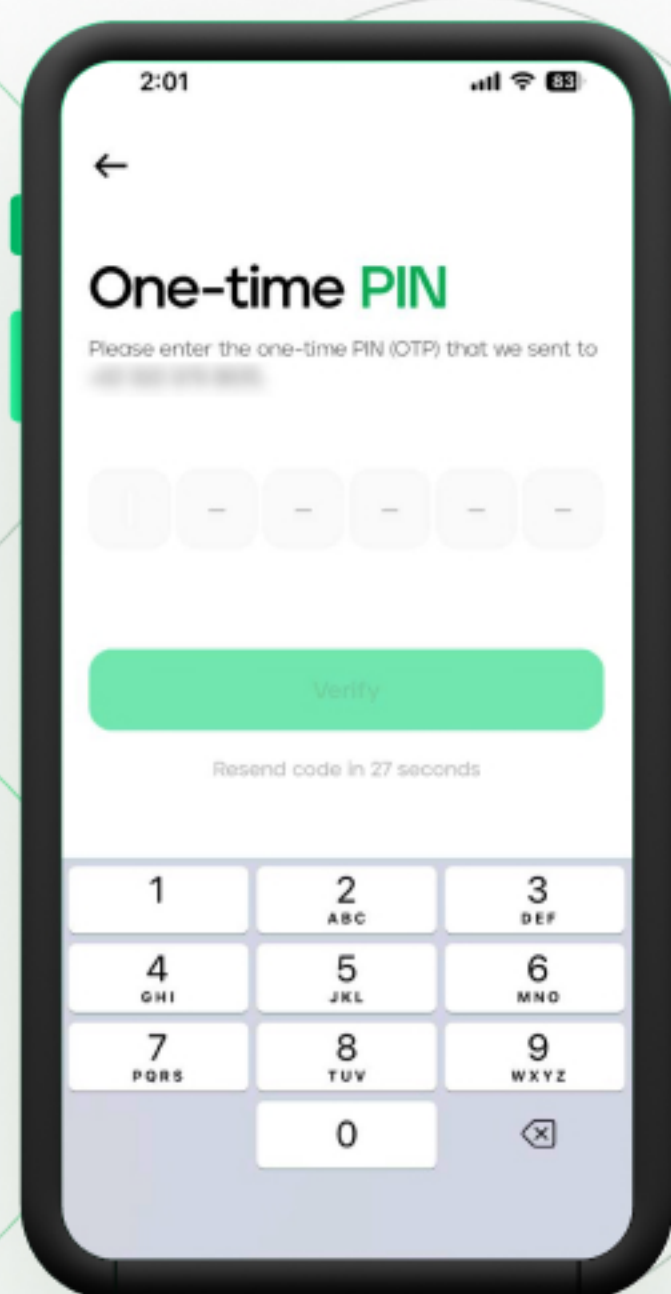 2:01
83
One-time PIN
Please enter the one-time PIN (OTP) that we sent to
– – – – –
Verify
Resend code in 27 seconds
1 2 3
ABC DEF
4 5 6
GHI JKL MNO
7 8 9
PQRS TUV WXYZ
0